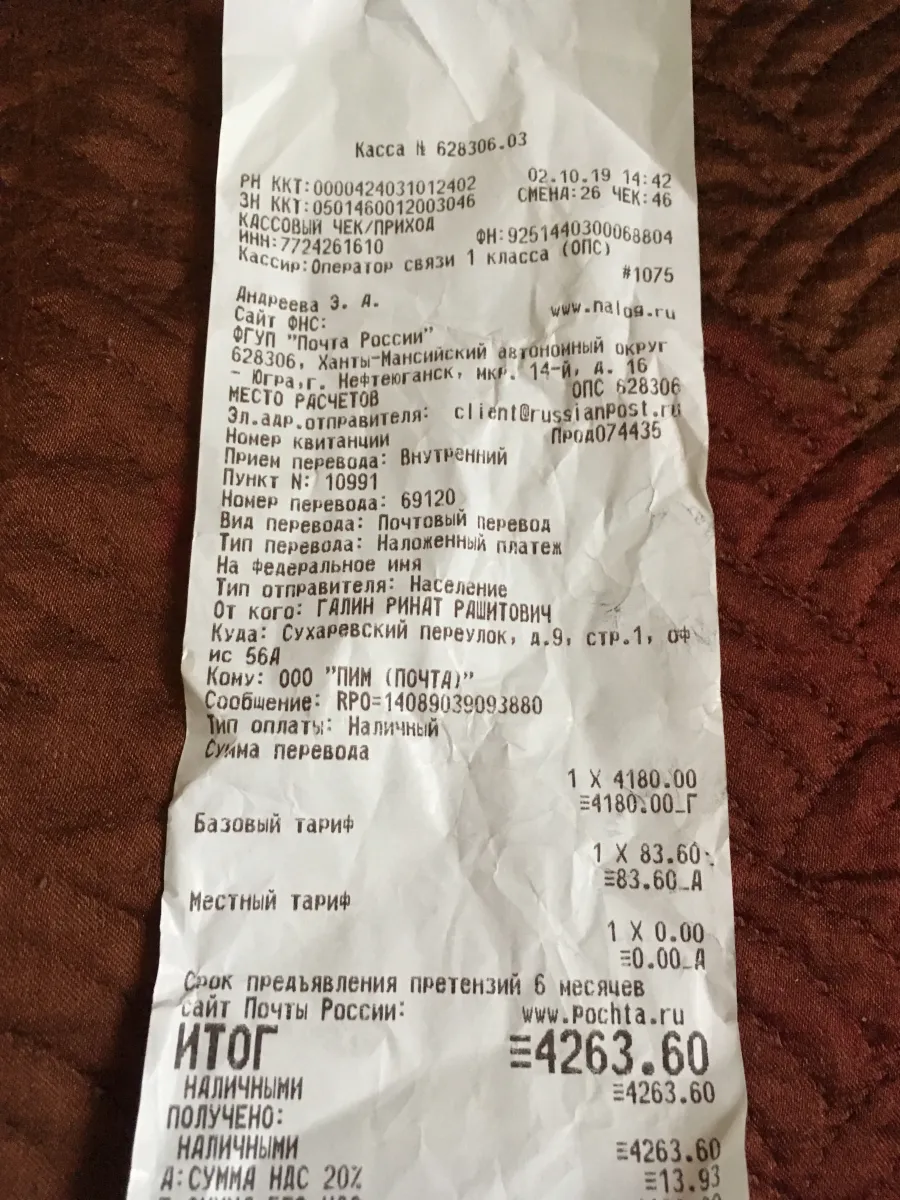 Касса № 628306.03
РН ККТ:0000424031012402 02.10.19 14:42
ЗН ККТ:0501460012003046 СМЕНА:26 ЧЕК:46
КАССОВЫЙ ЧЕК/ПРИХОД
ИНН:7724261610 ФН:9251440300068804
Кассир:Оператор связи 1 класса (ОПС)
#1075
Андреева Э. А.
Сайт ФНС: www.nalog.ru
ФГУП "Почта России"
628306, Ханты-Мансийский автономный округ
- Югра,г. Нефтеюганск, мкр. 14-й, д. 16
МЕСТО РАСЧЕТОВ ОПС 628306
Эл.адр.отправителя: client@russianpost.ru
Номер квитанции Прод074435
Прием перевода: Внутренний
Пункт N: 10991
Номер перевода: 69120
Вид перевода: Почтовый перевод
Тип перевода: Наложенный платеж
На федеральное имя
Тип отправителя: Население
От кого: ГАЛИН РИНАТ РАШИТОВИЧ
Куда: Сухаревский переулок, д.9, стр.1, оф
ис 56А
Кому: ООО "ПИМ (ПОЧТА)"
Сообщение: RPO=14089039093880
Тип оплаты: Наличный
Сумма перевода
1 X 4180.00
≡4180.00_Г
Базовый тариф
1 X 83.60
≡83.60_А
Местный тариф
1 X 0.00
≡0.00_А
Срок предъявления претензий 6 месяцев
сайт Почты России: www.pochta.ru
ИТОГ ≡4263.60
НАЛИЧНЫМИ ≡4263.60
ПОЛУЧЕНО:
НАЛИЧНЫМИ ≡4263.60
А:СУММА НДС 20% ≡13.93